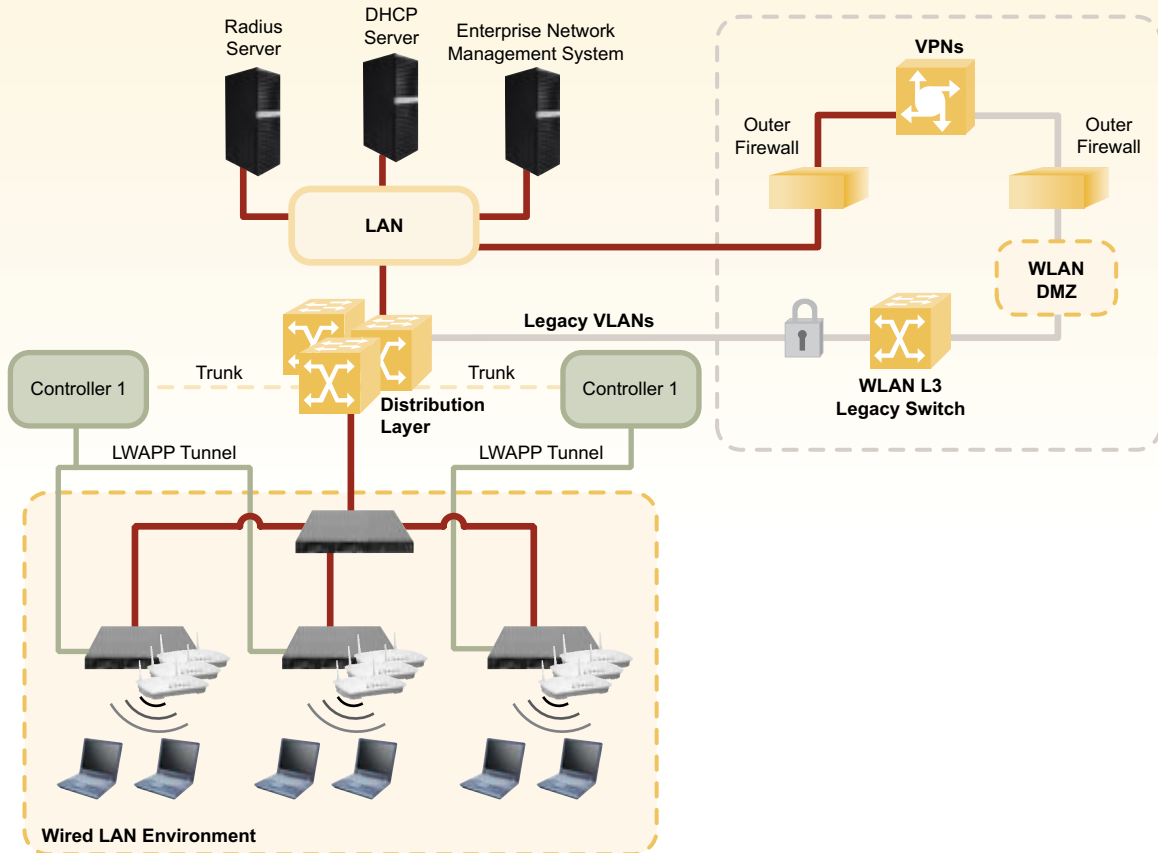 Radius
Server
DHCP
Server
Enterprise Network
Management System
VPNs
Outer
Firewall
Outer
Firewall
LAN
WLAN
DMZ
Legacy VLANs
Controller 1
Trunk
Trunk
Controller 1
WLAN L3
Legacy Switch
Distribution
Layer
LWAPP Tunnel
LWAPP Tunnel
Wired LAN Environment